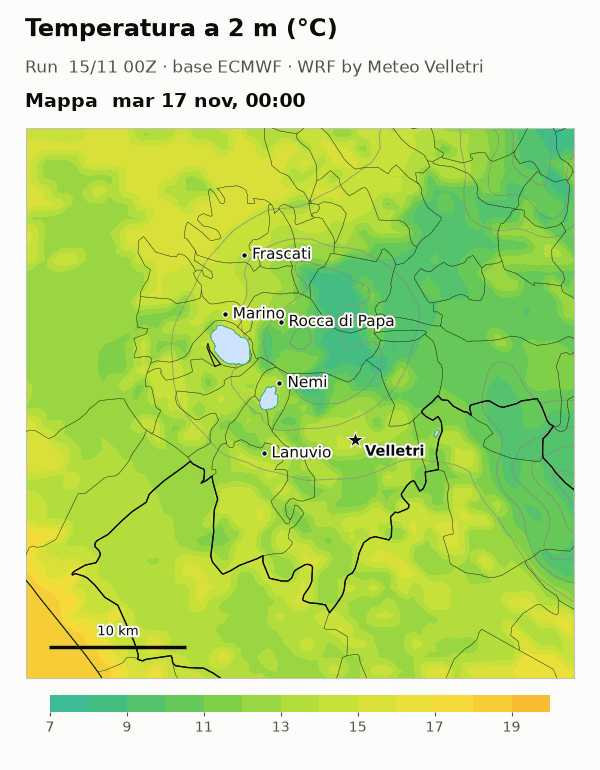 Temperatura a 2 m (°C)
Run  15/11 00Z · base ECMWF · WRF by Meteo Velletri
Mappa  mar 17 nov, 00:00
Frascati
Marino
Rocca di Papa
Nemi
Velletri
Lanuvio
10 km
7 9 11 13 15 17 19